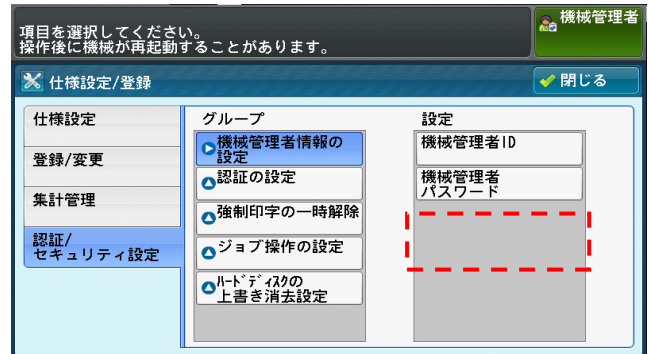 項目を選択してください。
操作後に機械が再起動することがあります。
機械管理者
仕様設定/登録
閉じる
仕様設定
登録/変更
集計管理
認証/
セキュリティ設定
グループ
機械管理者情報の
設定
認証の設定
強制印字の一時解除
ジョブ操作の設定
ﾊｰﾄﾞﾃﾞｨｽｸの
上書き消去設定
設定
機械管理者ID
機械管理者
パスワード